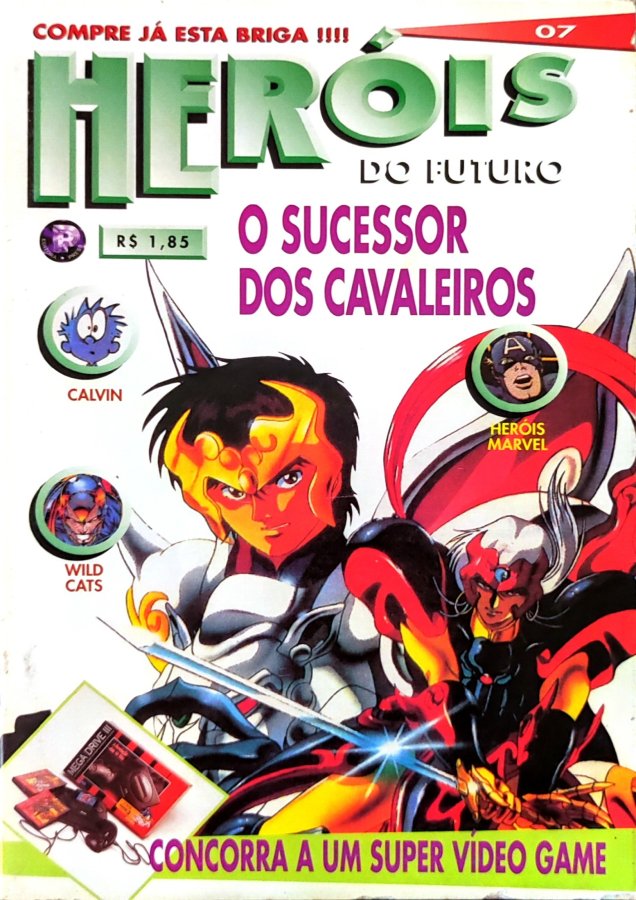 COMPRE JÁ ESTA BRIGA !!!!
07
HERÓIS
DO FUTURO
R$ 1,85
O SUCESSOR
DOS CAVALEIROS
CALVIN
HERÓIS
MARVEL
WILD
CATS
MEGA DRIVE III
CONCORRA A UM SUPER VÍDEO GAME